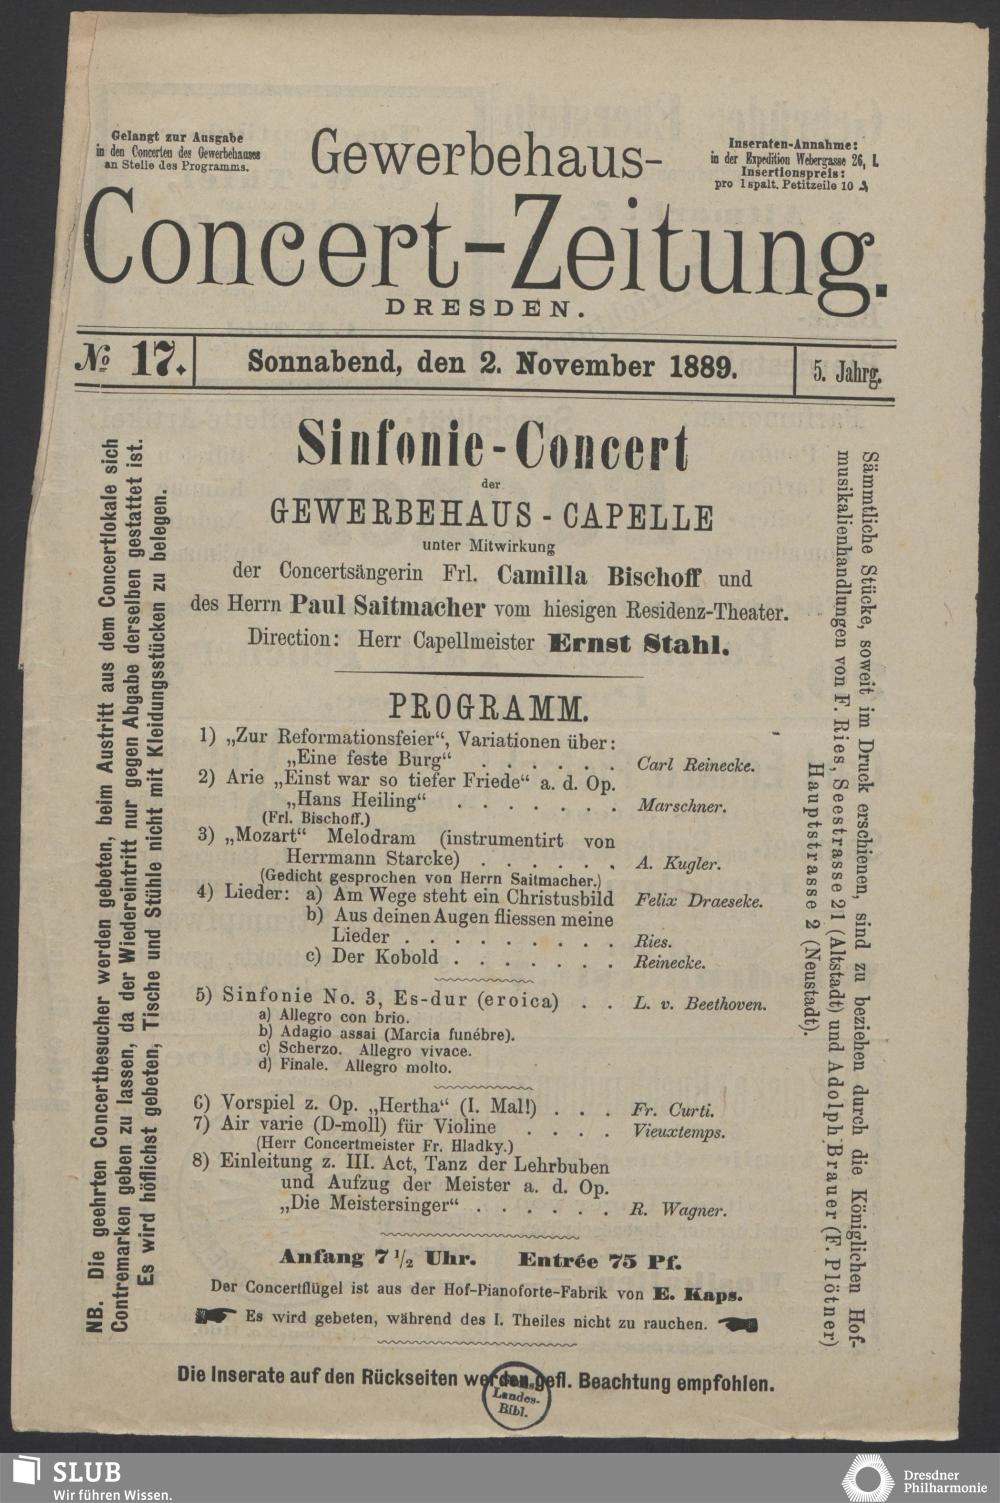 Gelangt zur Ausgabe
in den Concerten des Gewerbehauses
an Stelle des Programms.
Gewerbehaus-
Inseraten-Annahme:
in der Expedition Webergasse 26, I.
Insertionspreis:
pro 1 spalt. Petitzeile 10 ₰
Concert-Zeitung.
DRESDEN.
№ 17.
Sonnabend, den 2. November 1889.
5. Jahrg.
NB. Die geehrten Concertbesucher werden gebeten, beim Austritt aus dem Concertlokale sich
Contremarken geben zu lassen, da der Wiedereintritt nur gegen Abgabe derselben gestattet ist.
Es wird höflichst gebeten, Tische und Stühle nicht mit Kleidungsstücken zu belegen.
Sinfonie-Concert
der
GEWERBEHAUS-CAPELLE
unter Mitwirkung
der Concertsängerin Frl. Camilla Bischoff und
des Herrn Paul Saitmacher vom hiesigen Residenz-Theater.
Direction: Herr Capellmeister Ernst Stahl.
PROGRAMM.
1) „Zur Reformationsfeier“, Variationen über:
„Eine feste Burg“ . . . . . . Carl Reinecke.
2) Arie „Einst war so tiefer Friede“ a. d. Op.
„Hans Heiling“ . . . . . . . Marschner.
(Frl. Bischoff.)
3) „Mozart“ Melodram (instrumentirt von
Herrmann Starcke) . . . . . . A. Kugler.
(Gedicht gesprochen von Herrn Saitmacher.)
4) Lieder: a) Am Wege steht ein Christusbild Felix Draeseke.
b) Aus deinen Augen fliessen meine
Lieder . . . . . . . . . Ries.
c) Der Kobold . . . . . . . Reinecke.
5) Sinfonie No. 3, Es-dur (eroica) . . L. v. Beethoven.
a) Allegro con brio.
b) Adagio assai (Marcia funébre).
c) Scherzo. Allegro vivace.
d) Finale. Allegro molto.
6) Vorspiel z. Op. „Hertha“ (I. Mal!) . . . Fr. Curti.
7) Air varie (D-moll) für Violine . . . . Vieuxtemps.
(Herr Concertmeister Fr. Hladky.)
8) Einleitung z. III. Act, Tanz der Lehrbuben
und Aufzug der Meister a. d. Op.
„Die Meistersinger“ . . . . . . R. Wagner.
Anfang 7 1/2 Uhr. Entrée 75 Pf.
Der Concertflügel ist aus der Hof-Pianoforte-Fabrik von E. Kaps.
Es wird gebeten, während des I. Theiles nicht zu rauchen.
Sämmtliche Stücke, soweit im Druck erschienen, sind zu beziehen durch die Königlichen Hof-
musikalienhandlungen von F. Ries, Seestrasse 21 (Altstadt) und Adolph Brauer (F. Plötner)
Hauptstrasse 2 (Neustadt).
Die Inserate auf den Rückseiten werden gefl. Beachtung empfohlen.
Landes-
Bibl.
SLUB
Wir führen Wissen.
Dresdner
Philharmonie